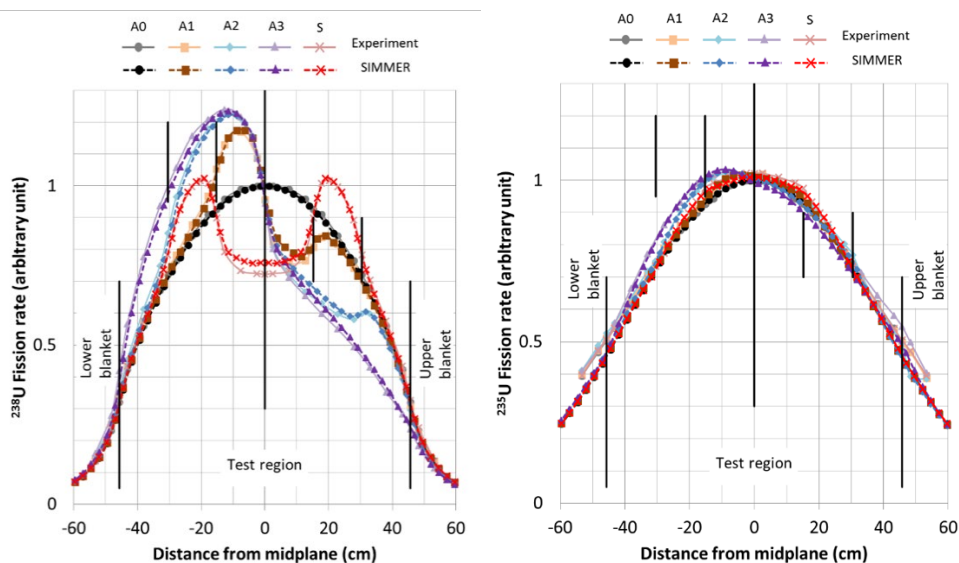 A0 A1 A2 A3 S
Experiment
SIMMER
²³⁸U Fission rate (arbitrary unit)
1
0.5
0
Lower
blanket
Upper
blanket
Test region
-60 -40 -20 0 20 40 60
Distance from midplane (cm)
A0 A1 A2 A3 S
Experiment
SIMMER
²³⁵U Fission rate (arbitrary unit)
1
0.5
0
Lower
blanket
Upper
blanket
Test region
-60 -40 -20 0 20 40 60
Distance from midplane (cm)